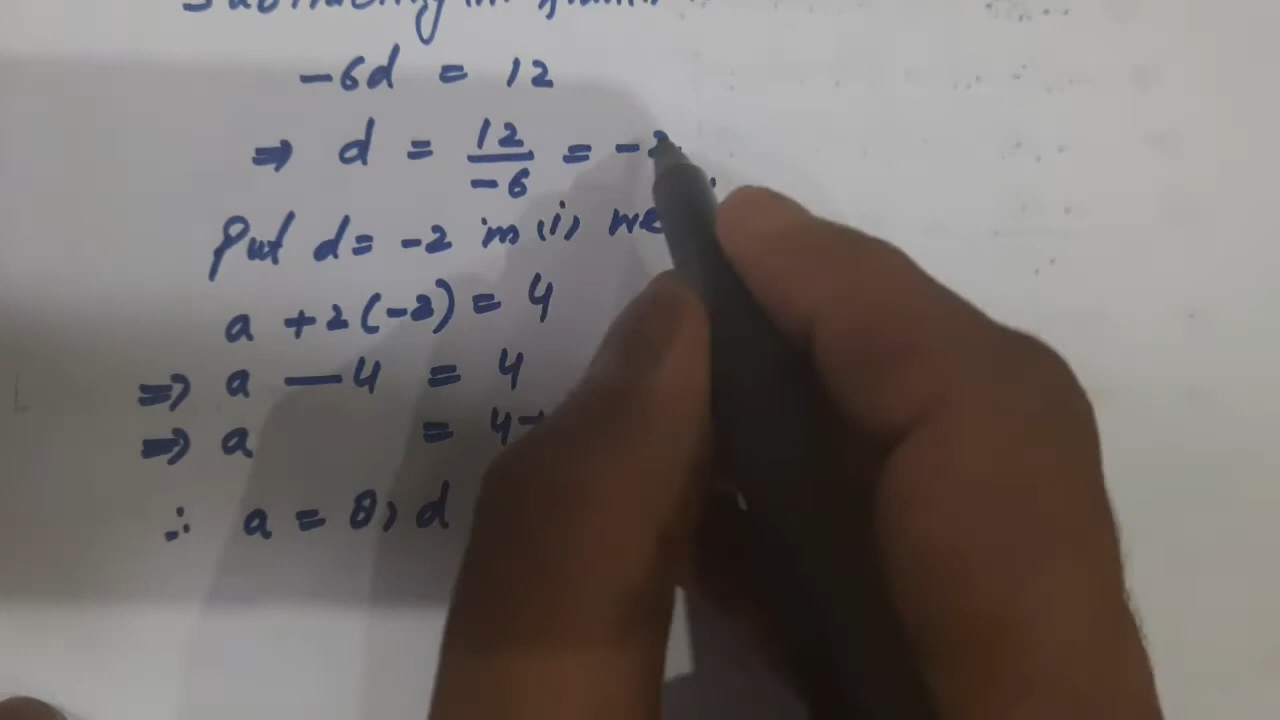 -6d = 12
⇒ d = 12/-6 = -2
Put d = -2 in (i) we
a + 2(-2) = 4
⇒ a - 4 = 4
⇒ a = 4+
∴ a = 8, d